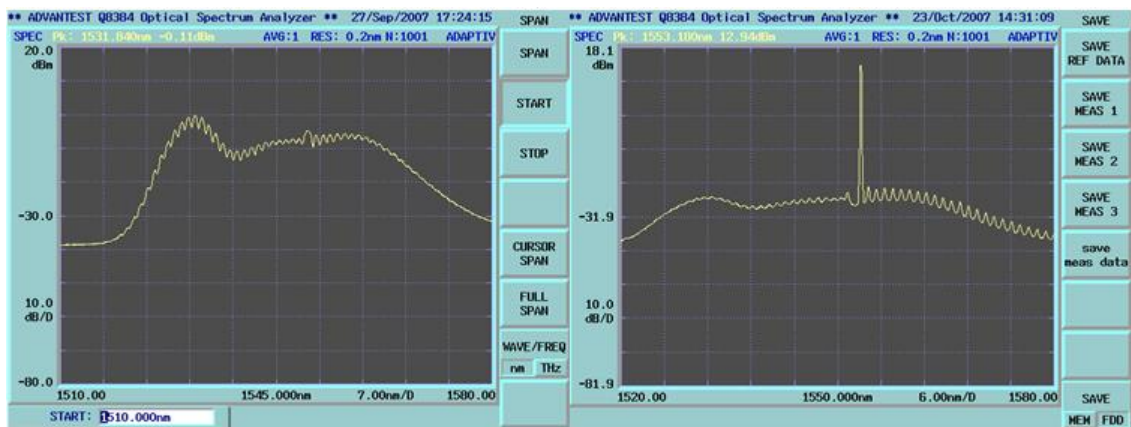 ** ADVANTEST Q8384 Optical Spectrum Analyzer ** 27/Sep/2007 17:24:15
SPAN
SPEC Pk: 1531.840nm -0.11dBm AVG:1 RES: 0.2nm N:1001 ADAPTIV
20.0
dBm
-30.0
10.0
dB/D
-80.0
1510.00 1545.000nm 7.00nm/D 1580.00
START: 1510.000nm
SPAN
START
STOP
CURSOR
SPAN
FULL
SPAN
WAVE/FREQ
nm THz
** ADVANTEST Q8384 Optical Spectrum Analyzer ** 23/Oct/2007 14:31:09
SAVE
SPEC Pk: 1553.180nm 12.94dBm AVG:1 RES: 0.2nm N:1001 ADAPTIV
18.1
dBm
-31.9
10.0
dB/D
-81.9
1520.00 1550.000nm 6.00nm/D 1580.00
SAVE
REF DATA
SAVE
MEAS 1
SAVE
MEAS 2
SAVE
MEAS 3
save
meas data
SAVE
MEM FDD